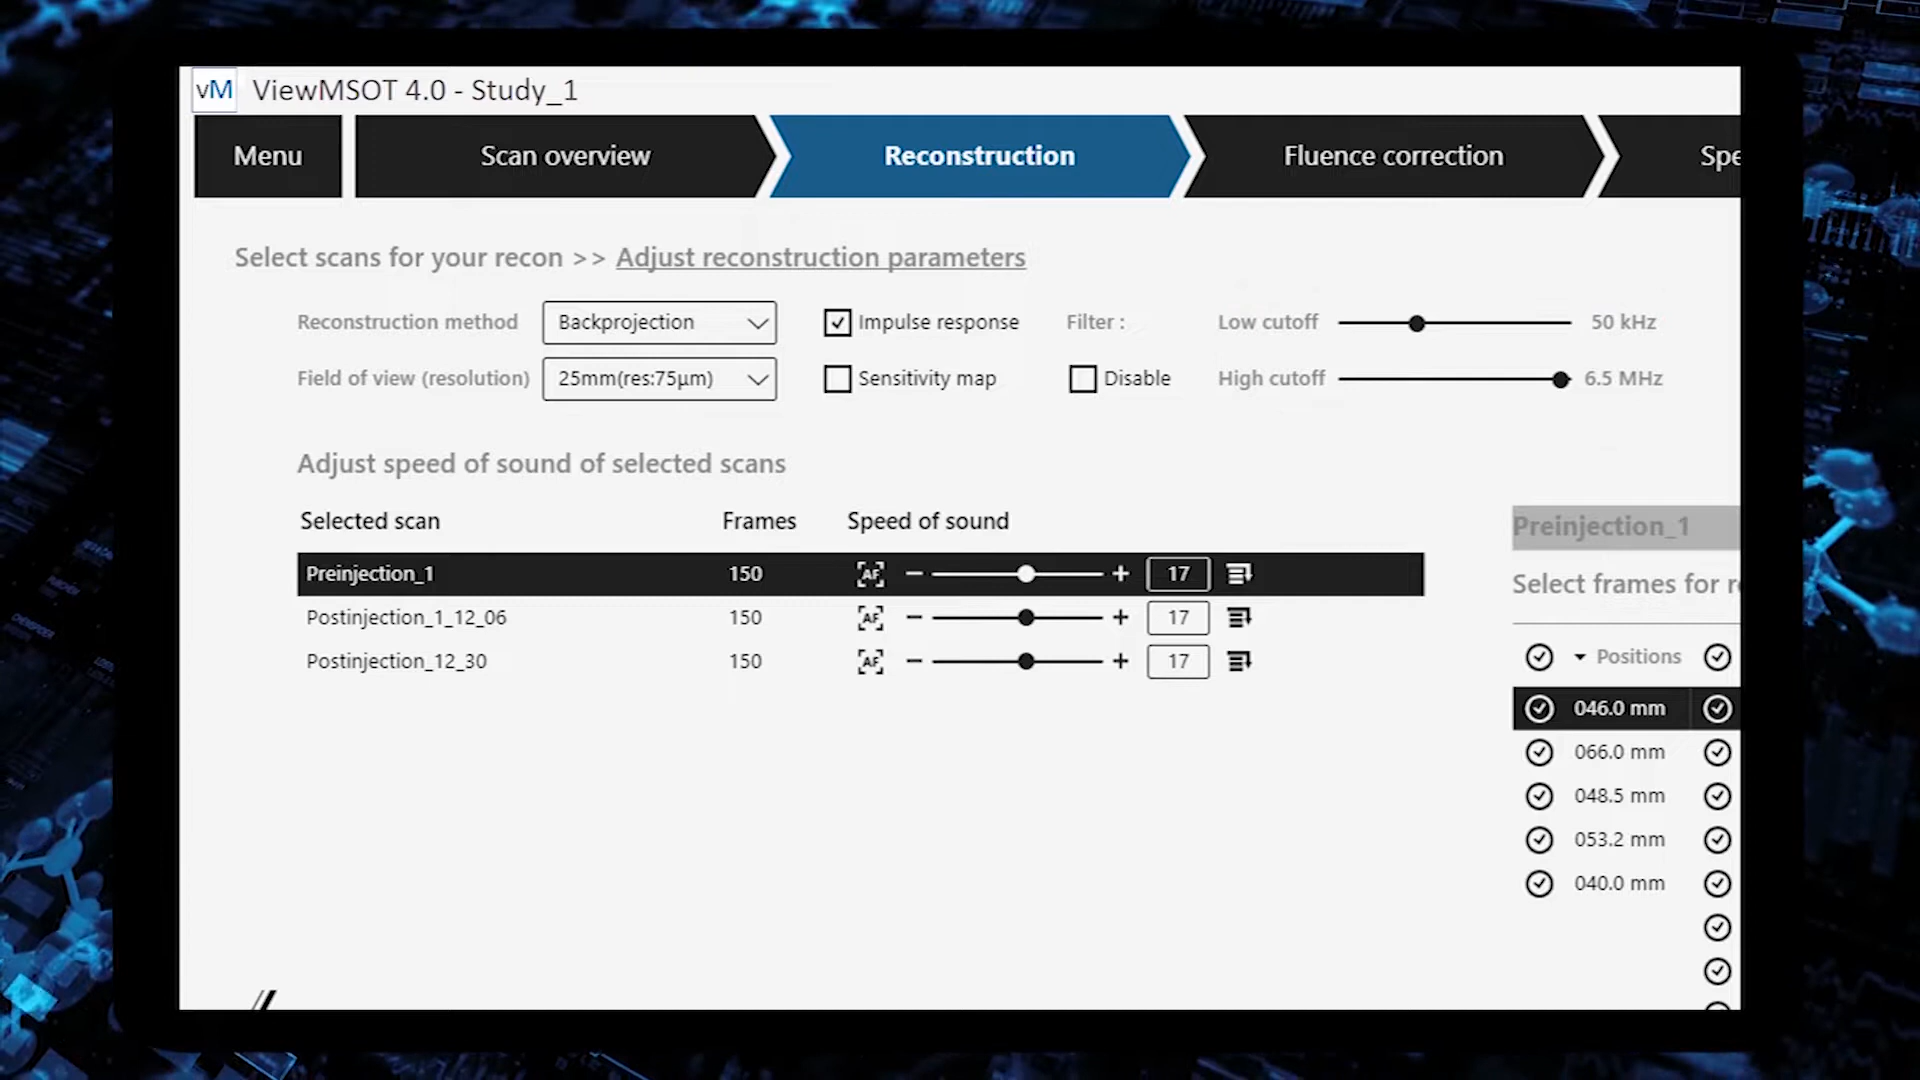 vM ViewMSOT 4.0 - Study_1
Menu Scan overview Reconstruction Fluence correction Spe
Select scans for your recon >> Adjust reconstruction parameters
Reconstruction method Backprojection Impulse response Filter : Low cutoff 50 kHz
Field of view (resolution) 25mm(res:75µm) Sensitivity map Disable High cutoff 6.5 MHz
Adjust speed of sound of selected scans
Selected scan Frames Speed of sound
Preinjection_1 150 AF − + 17
Postinjection_1_12_06 150 AF − + 17
Postinjection_12_30 150 AF − + 17
Preinjection_1
Select frames for r
Positions
046.0 mm
066.0 mm
048.5 mm
053.2 mm
040.0 mm